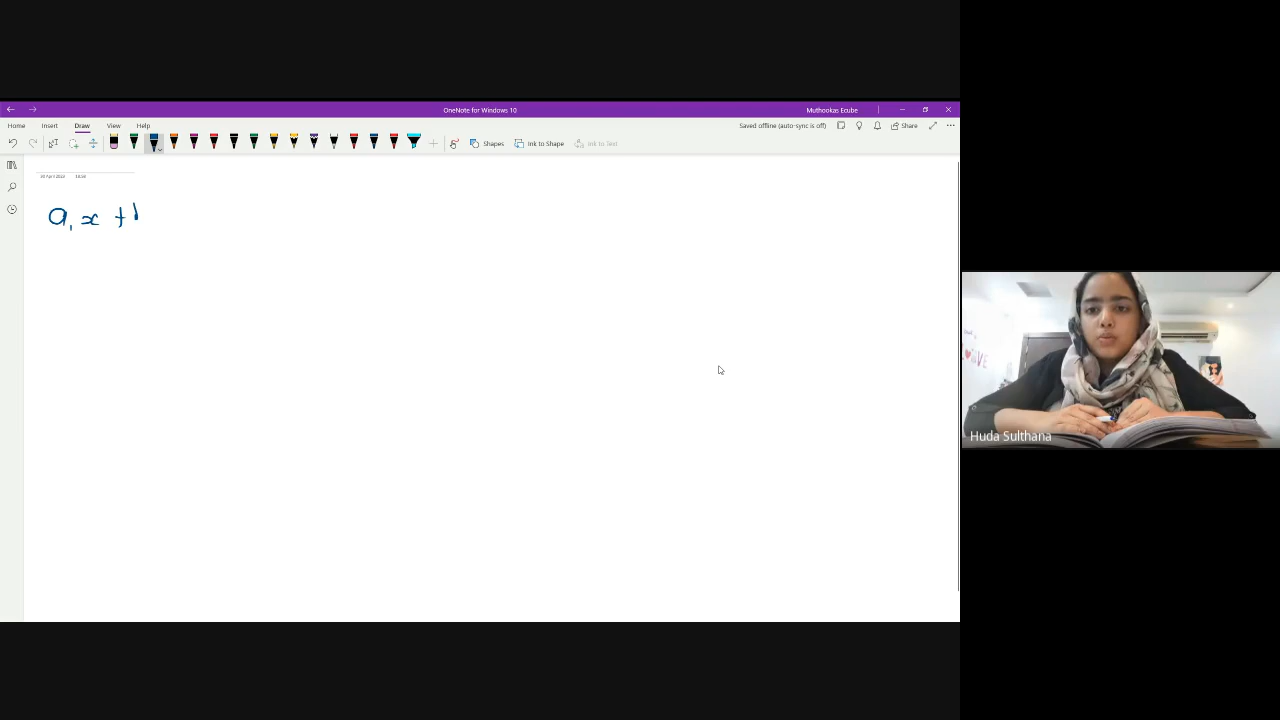 OneNote for Windows 10
Muthookas Ecube
Home Insert Draw View Help
Saved offline (auto-sync is off)
Share
Shapes
Ink to Shape
Ink to Text
a₁x +
Huda Sulthana